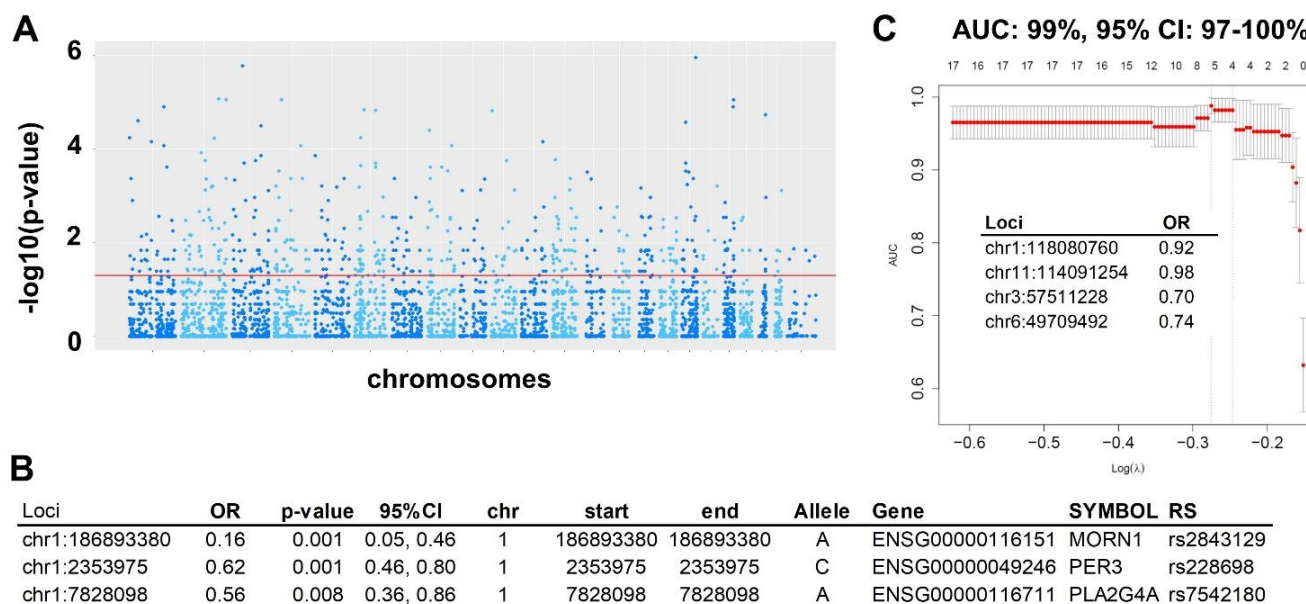 A
6
4
2
0
-log10(p-value)
chromosomes
C AUC: 99%, 95% CI: 97-100%
17 16 17 17 17 17 16 15 12 10 8 5 4 4 2 2 0
1.0
0.9
0.8
0.7
0.6
AUC
Loci OR
chr1:118080760 0.92
chr11:114091254 0.98
chr3:57511228 0.70
chr6:49709492 0.74
−0.6 −0.5 −0.4 −0.3 −0.2
Log(λ)
B
Loci OR p-value 95%CI chr start end Allele Gene SYMBOL RS
chr1:186893380 0.16 0.001 0.05, 0.46 1 186893380 186893380 A ENSG00000116151 MORN1 rs2843129
chr1:2353975 0.62 0.001 0.46, 0.80 1 2353975 2353975 C ENSG00000049246 PER3 rs228698
chr1:7828098 0.56 0.008 0.36, 0.86 1 7828098 7828098 A ENSG00000116711 PLA2G4A rs7542180